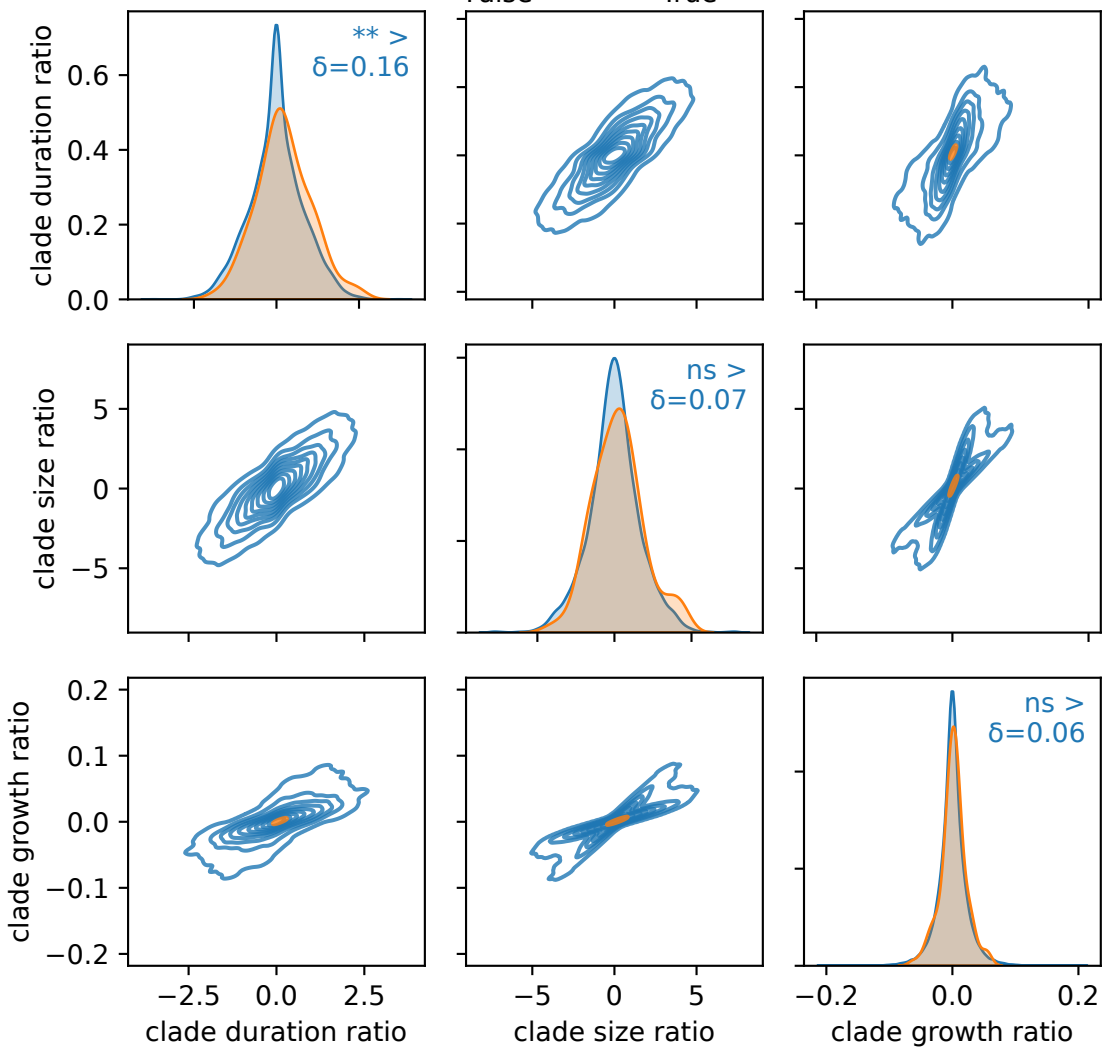 False True
clade duration ratio
0.6
0.4
0.2
0.0
** >
δ=0.16
clade size ratio
5
0
−5
ns >
δ=0.07
clade growth ratio
0.2
0.1
0.0
−0.1
−0.2
ns >
δ=0.06
−2.5 0.0 2.5
−5 0 5
−0.2 0.0 0.2
clade duration ratio
clade size ratio
clade growth ratio